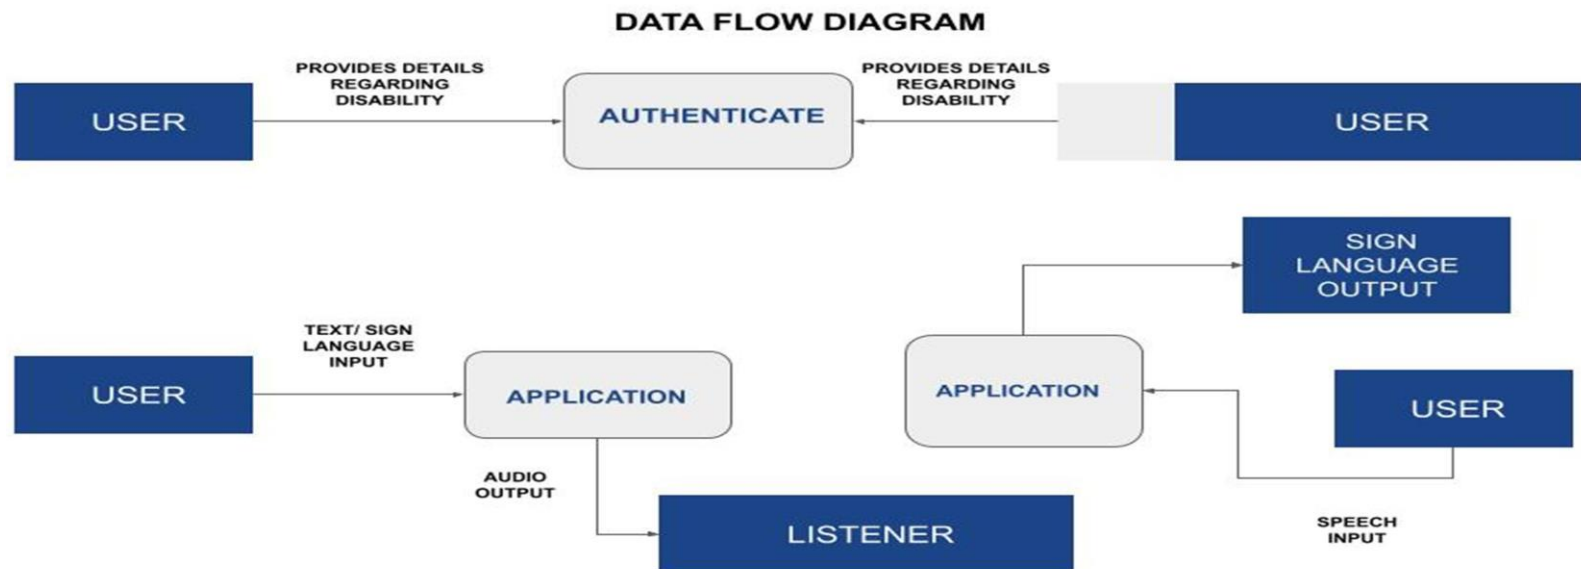 DATA FLOW DIAGRAM
PROVIDES DETAILS
REGARDING
DISABILITY
PROVIDES DETAILS
REGARDING
DISABILITY
USER
AUTHENTICATE
USER
SIGN
LANGUAGE
OUTPUT
TEXT/ SIGN
LANGUAGE
INPUT
USER
APPLICATION
APPLICATION
USER
AUDIO
OUTPUT
LISTENER
SPEECH
INPUT